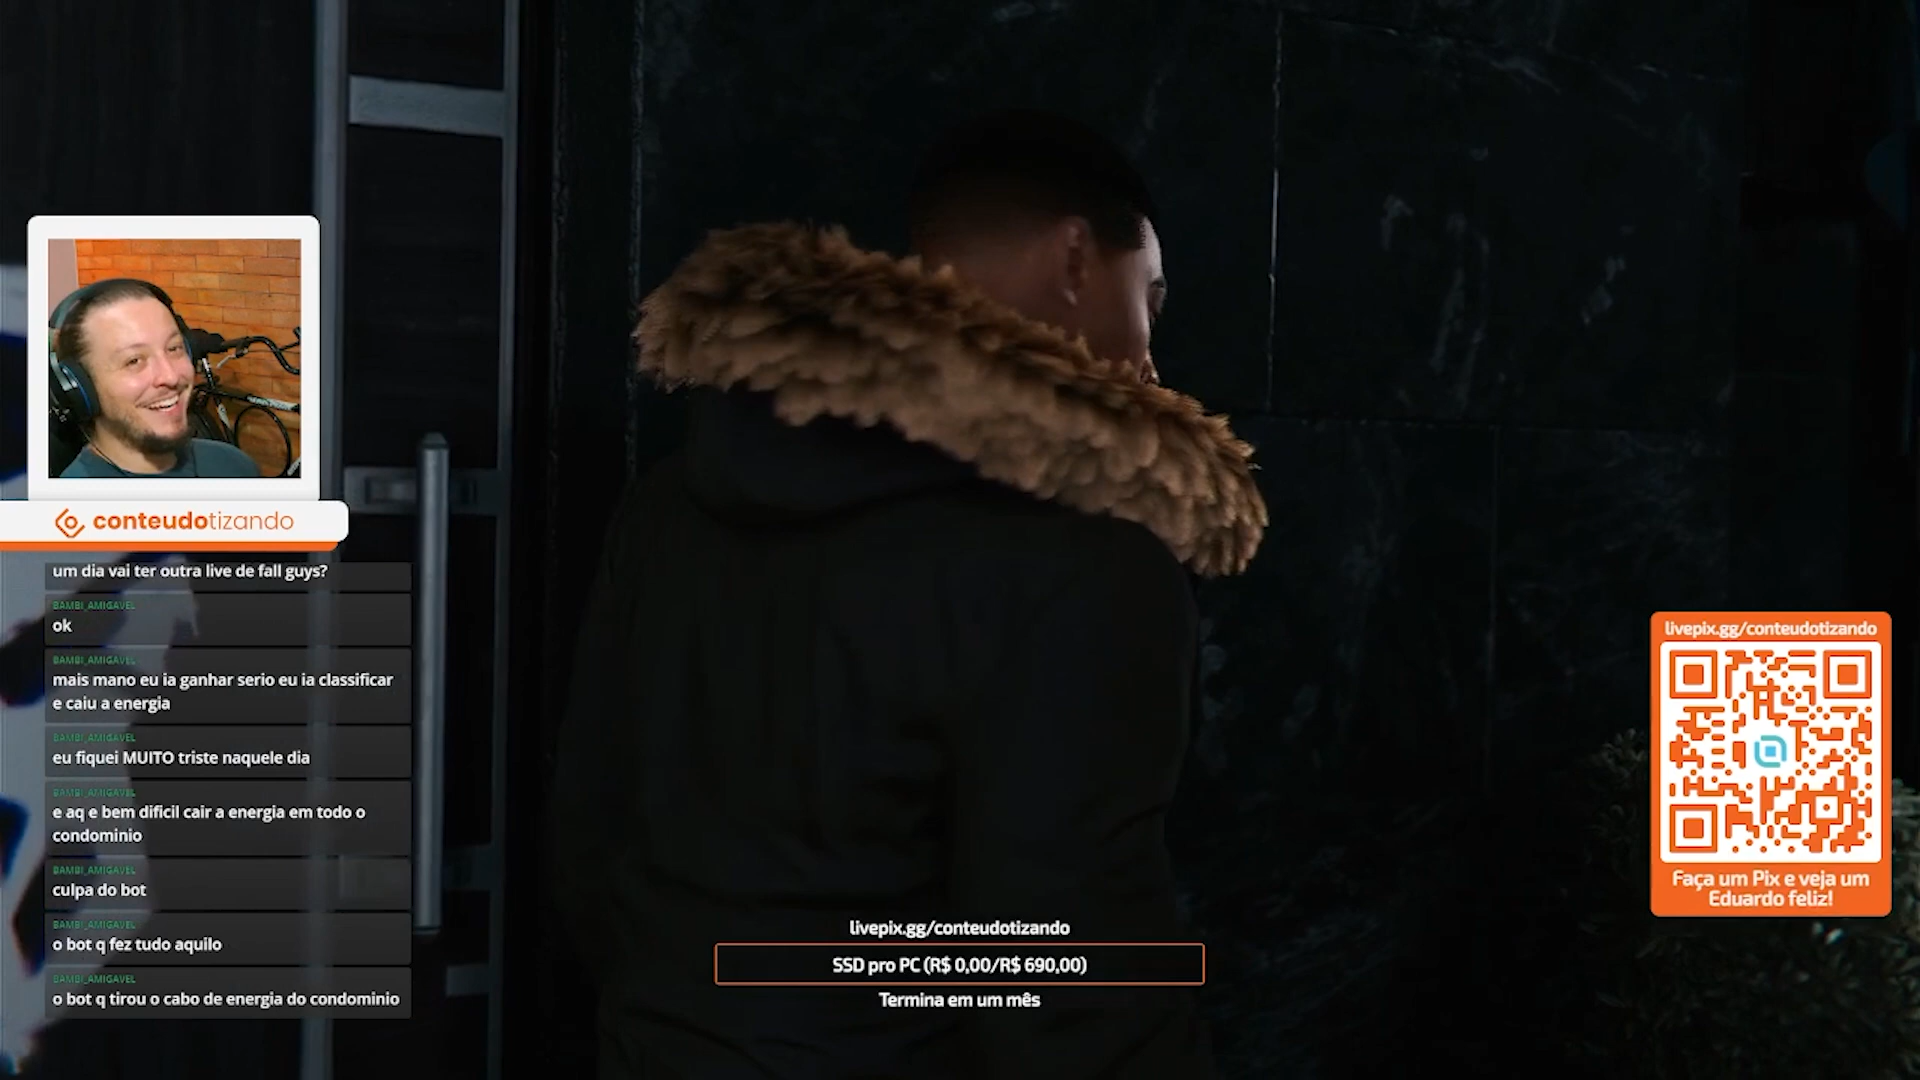 conteudotizando
um dia vai ter outra live de fall guys?
BAMBI_AMIGAVEL
ok
BAMBI_AMIGAVEL
mais mano eu ia ganhar serio eu ia classificar
e caiu a energia
BAMBI_AMIGAVEL
eu fiquei MUITO triste naquele dia
BAMBI_AMIGAVEL
e aq e bem dificil cair a energia em todo o
condominio
BAMBI_AMIGAVEL
culpa do bot
BAMBI_AMIGAVEL
o bot q fez tudo aquilo
BAMBI_AMIGAVEL
o bot q tirou o cabo de energia do condominio
livepix.gg/conteudotizando
SSD pro PC (R$ 0,00/R$ 690,00)
Termina em um mês
livepix.gg/conteudotizando
Faça um Pix e veja um
Eduardo feliz!